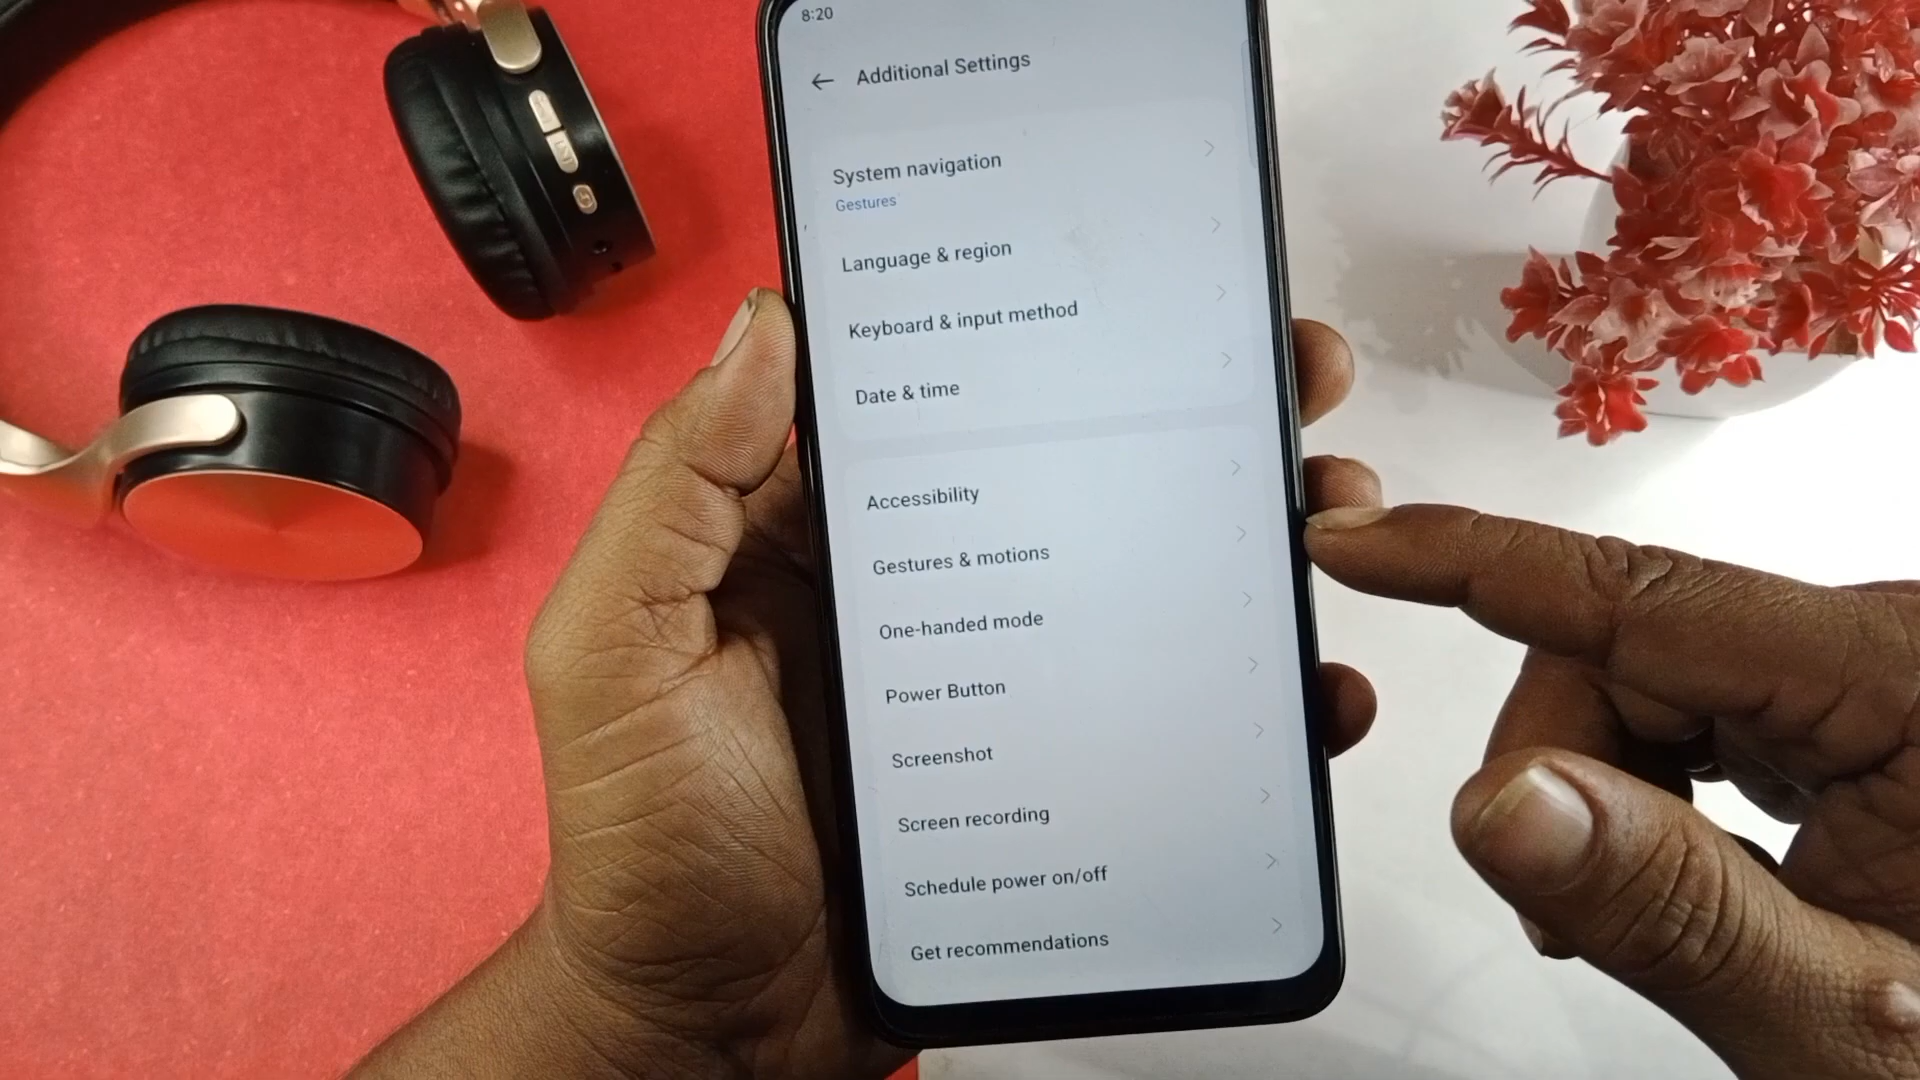 8:20
Additional Settings
System navigation
Gestures
Language & region
Keyboard & input method
Date & time
Accessibility
Gestures & motions
One-handed mode
Power Button
Screenshot
Screen recording
Schedule power on/off
Get recommendations